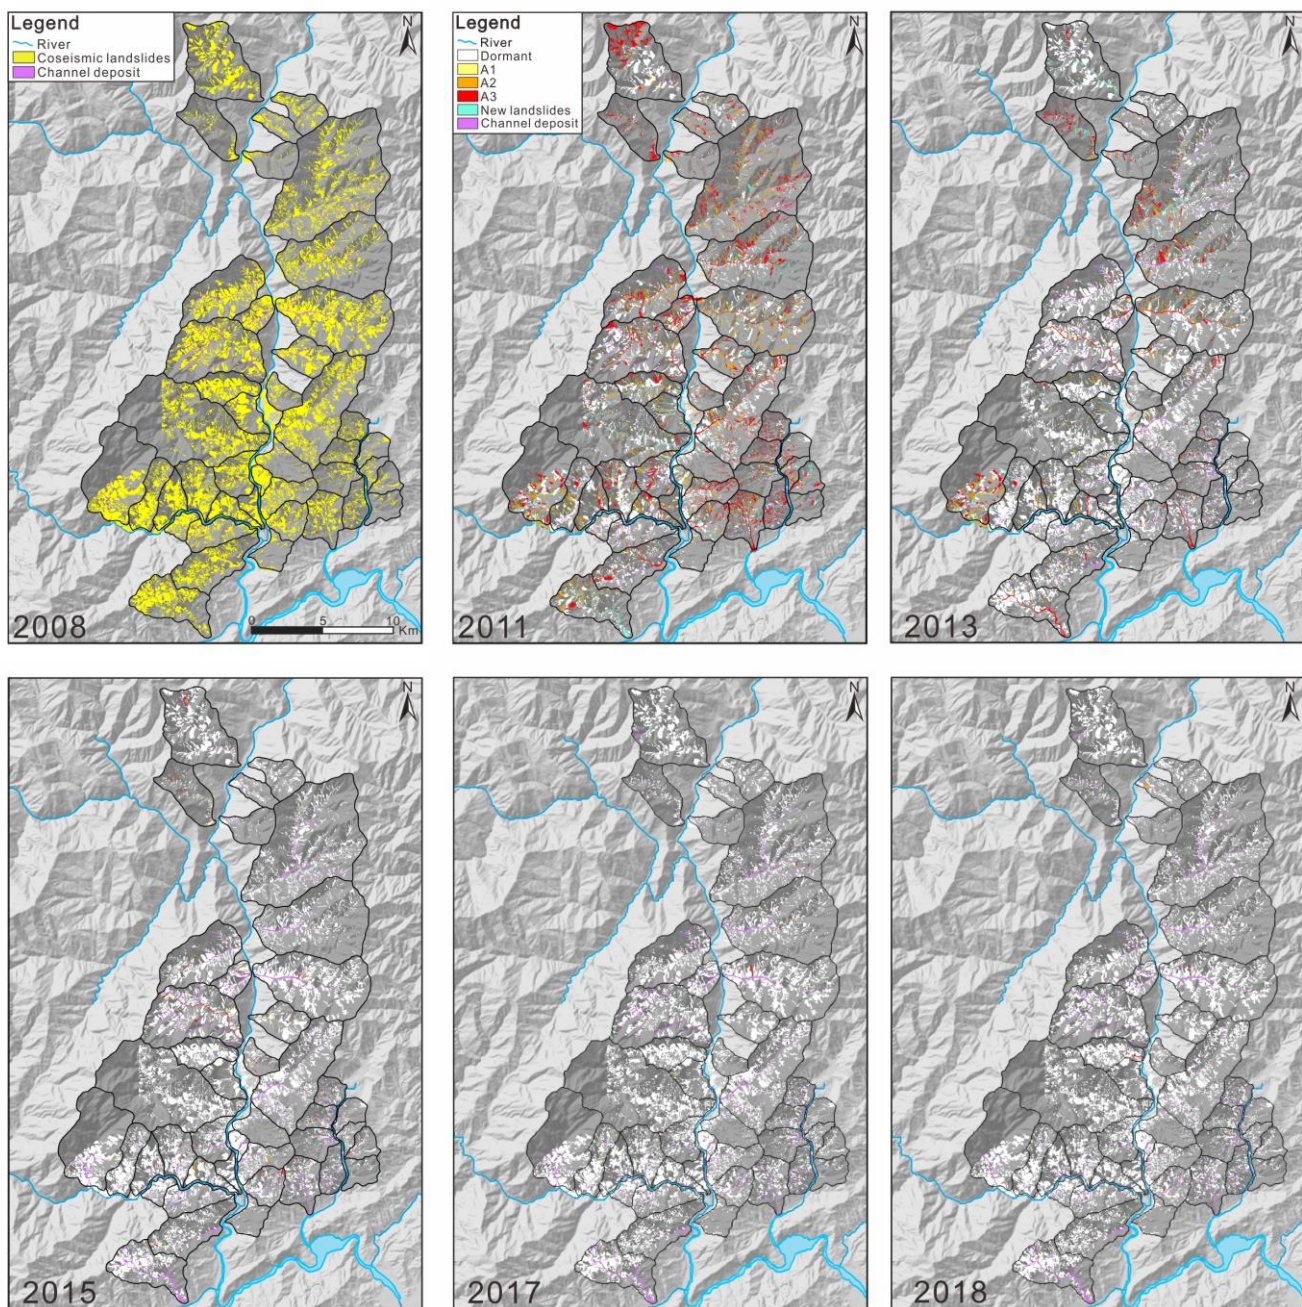 Legend
River
Coseismic landslides
Channel deposit
N
2008
0 5 10
Km
Legend
River
Dormant
A1
A2
A3
New landslides
Channel deposit
N
2011
N
2013
N
2015
N
2017
N
2018